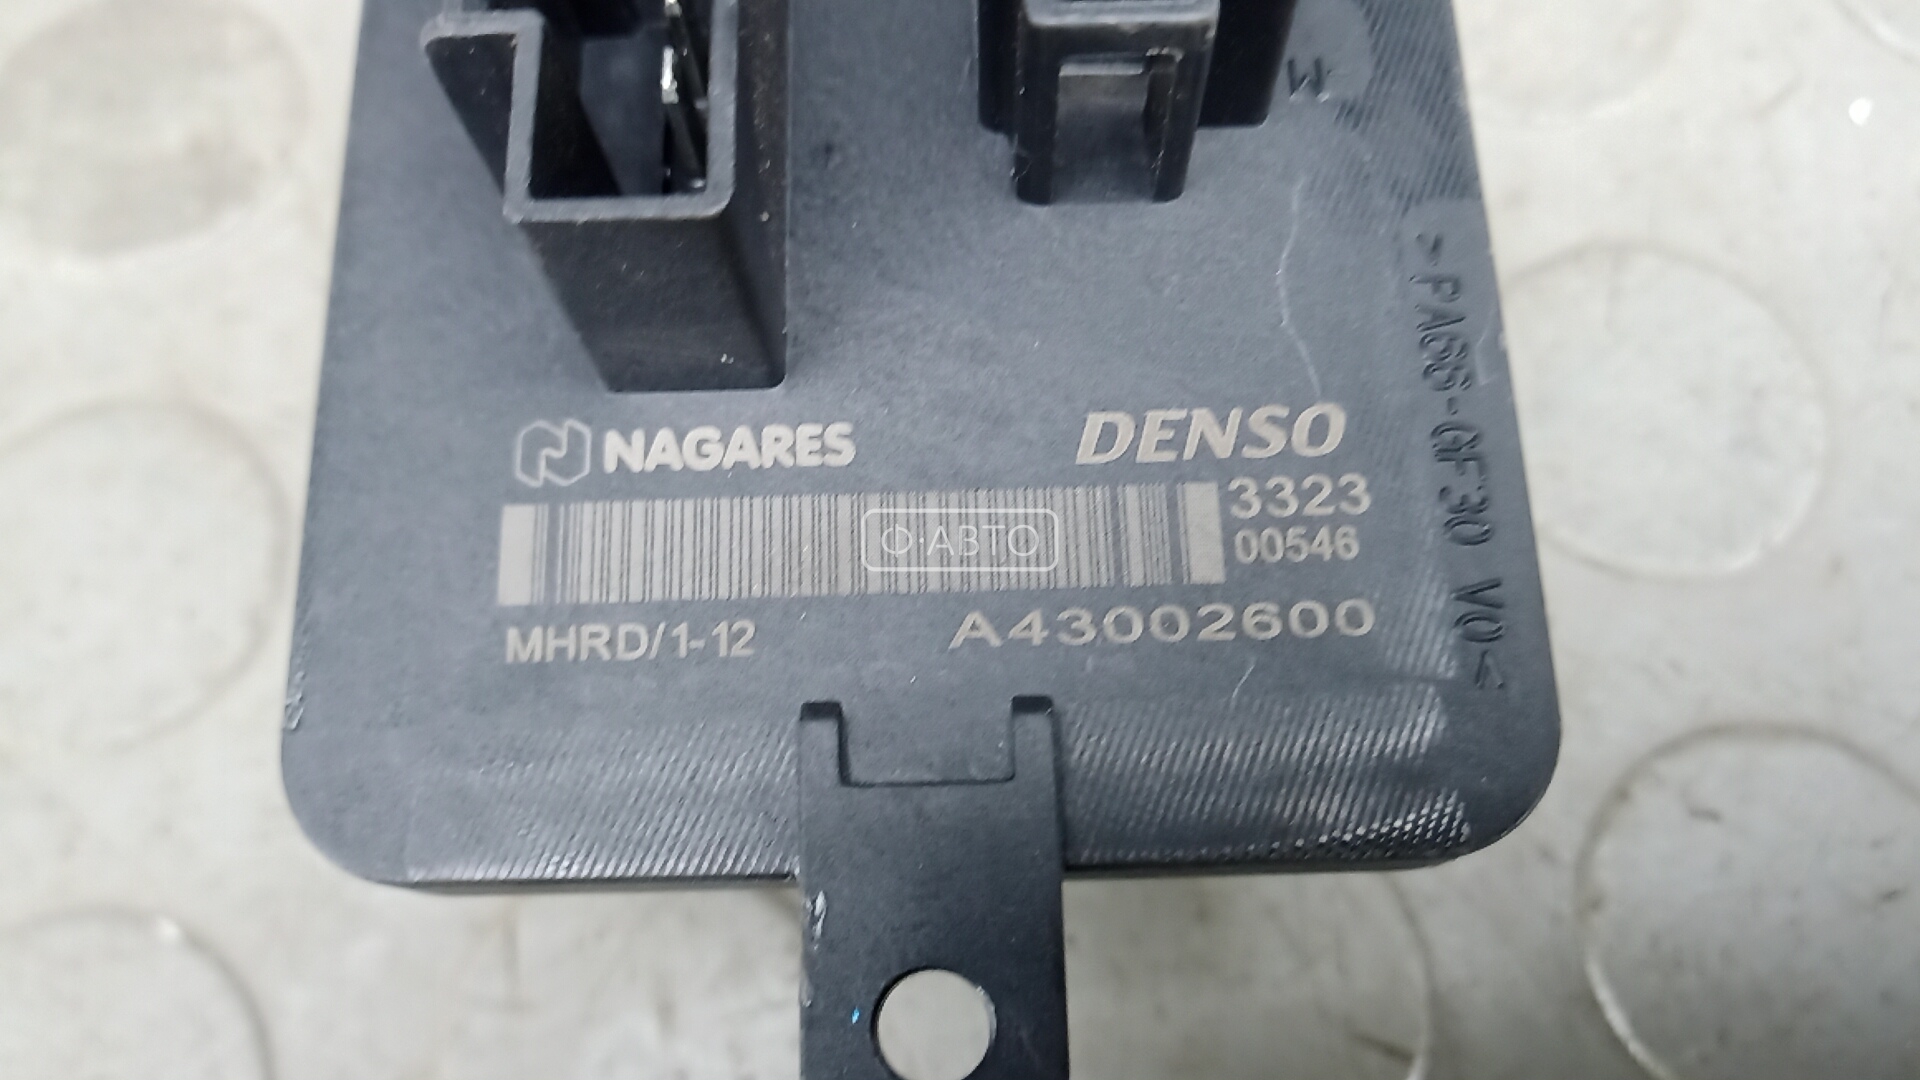 W
NAGARES
DENSO
3323
00546
Ф·АВТО
MHRD/1-12
A43002600
>PA66-GF30 V0<